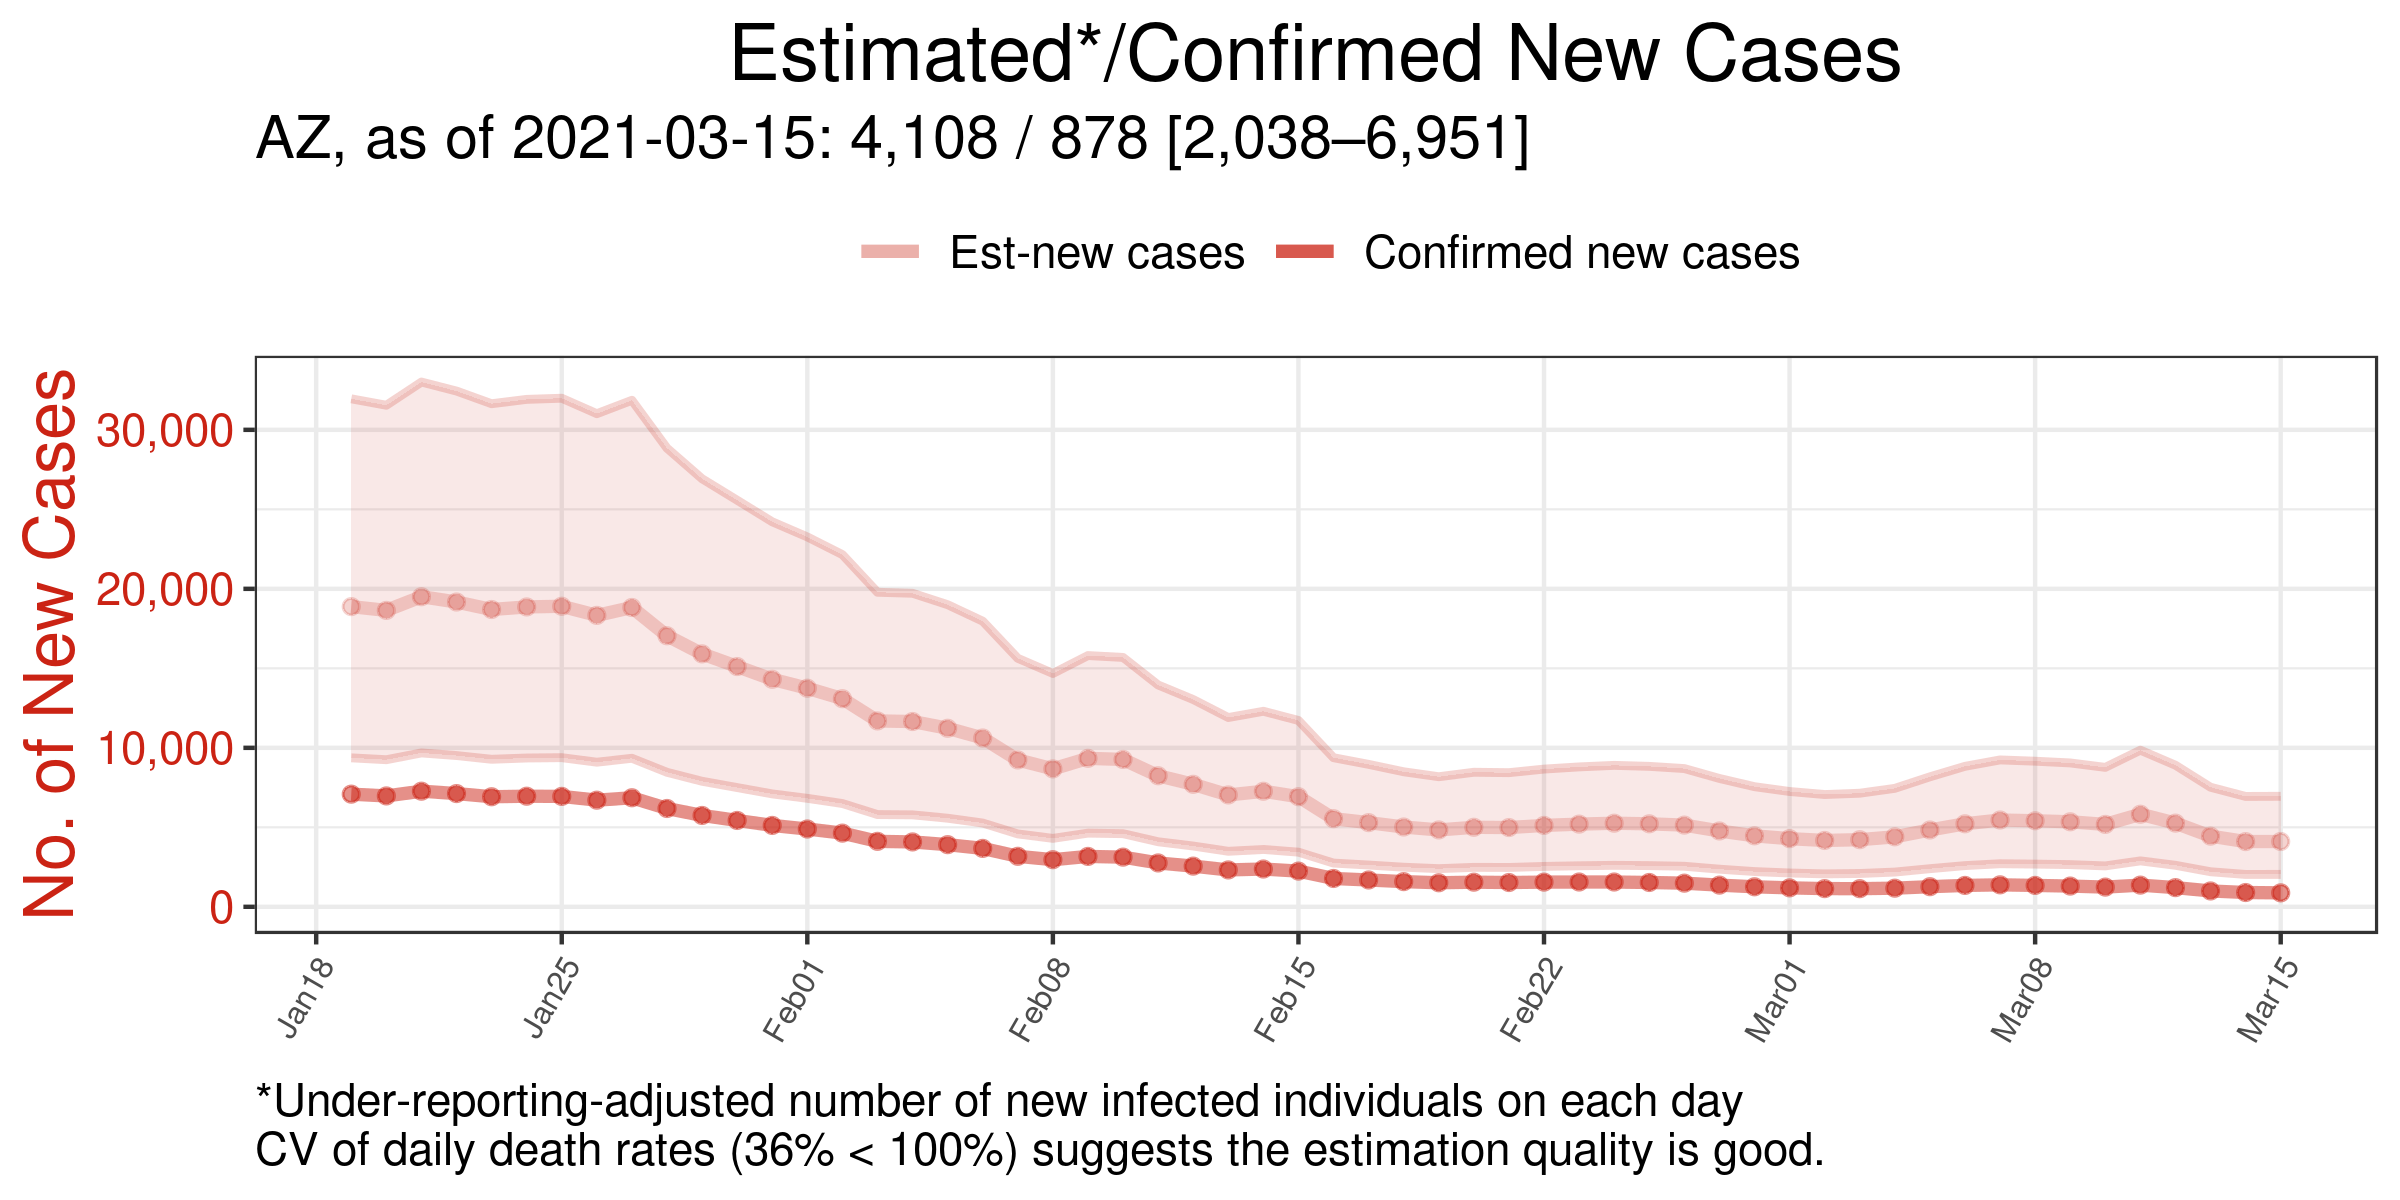 Estimated*/Confirmed New Cases
AZ, as of 2021-03-15: 4,108 / 878 [2,038–6,951]
Est-new cases
Confirmed new cases
No. of New Cases
30,000
20,000
10,000
0
Jan18
Jan25
Feb01
Feb08
Feb15
Feb22
Mar01
Mar08
Mar15
*Under-reporting-adjusted number of new infected individuals on each day
CV of daily death rates (36% < 100%) suggests the estimation quality is good.